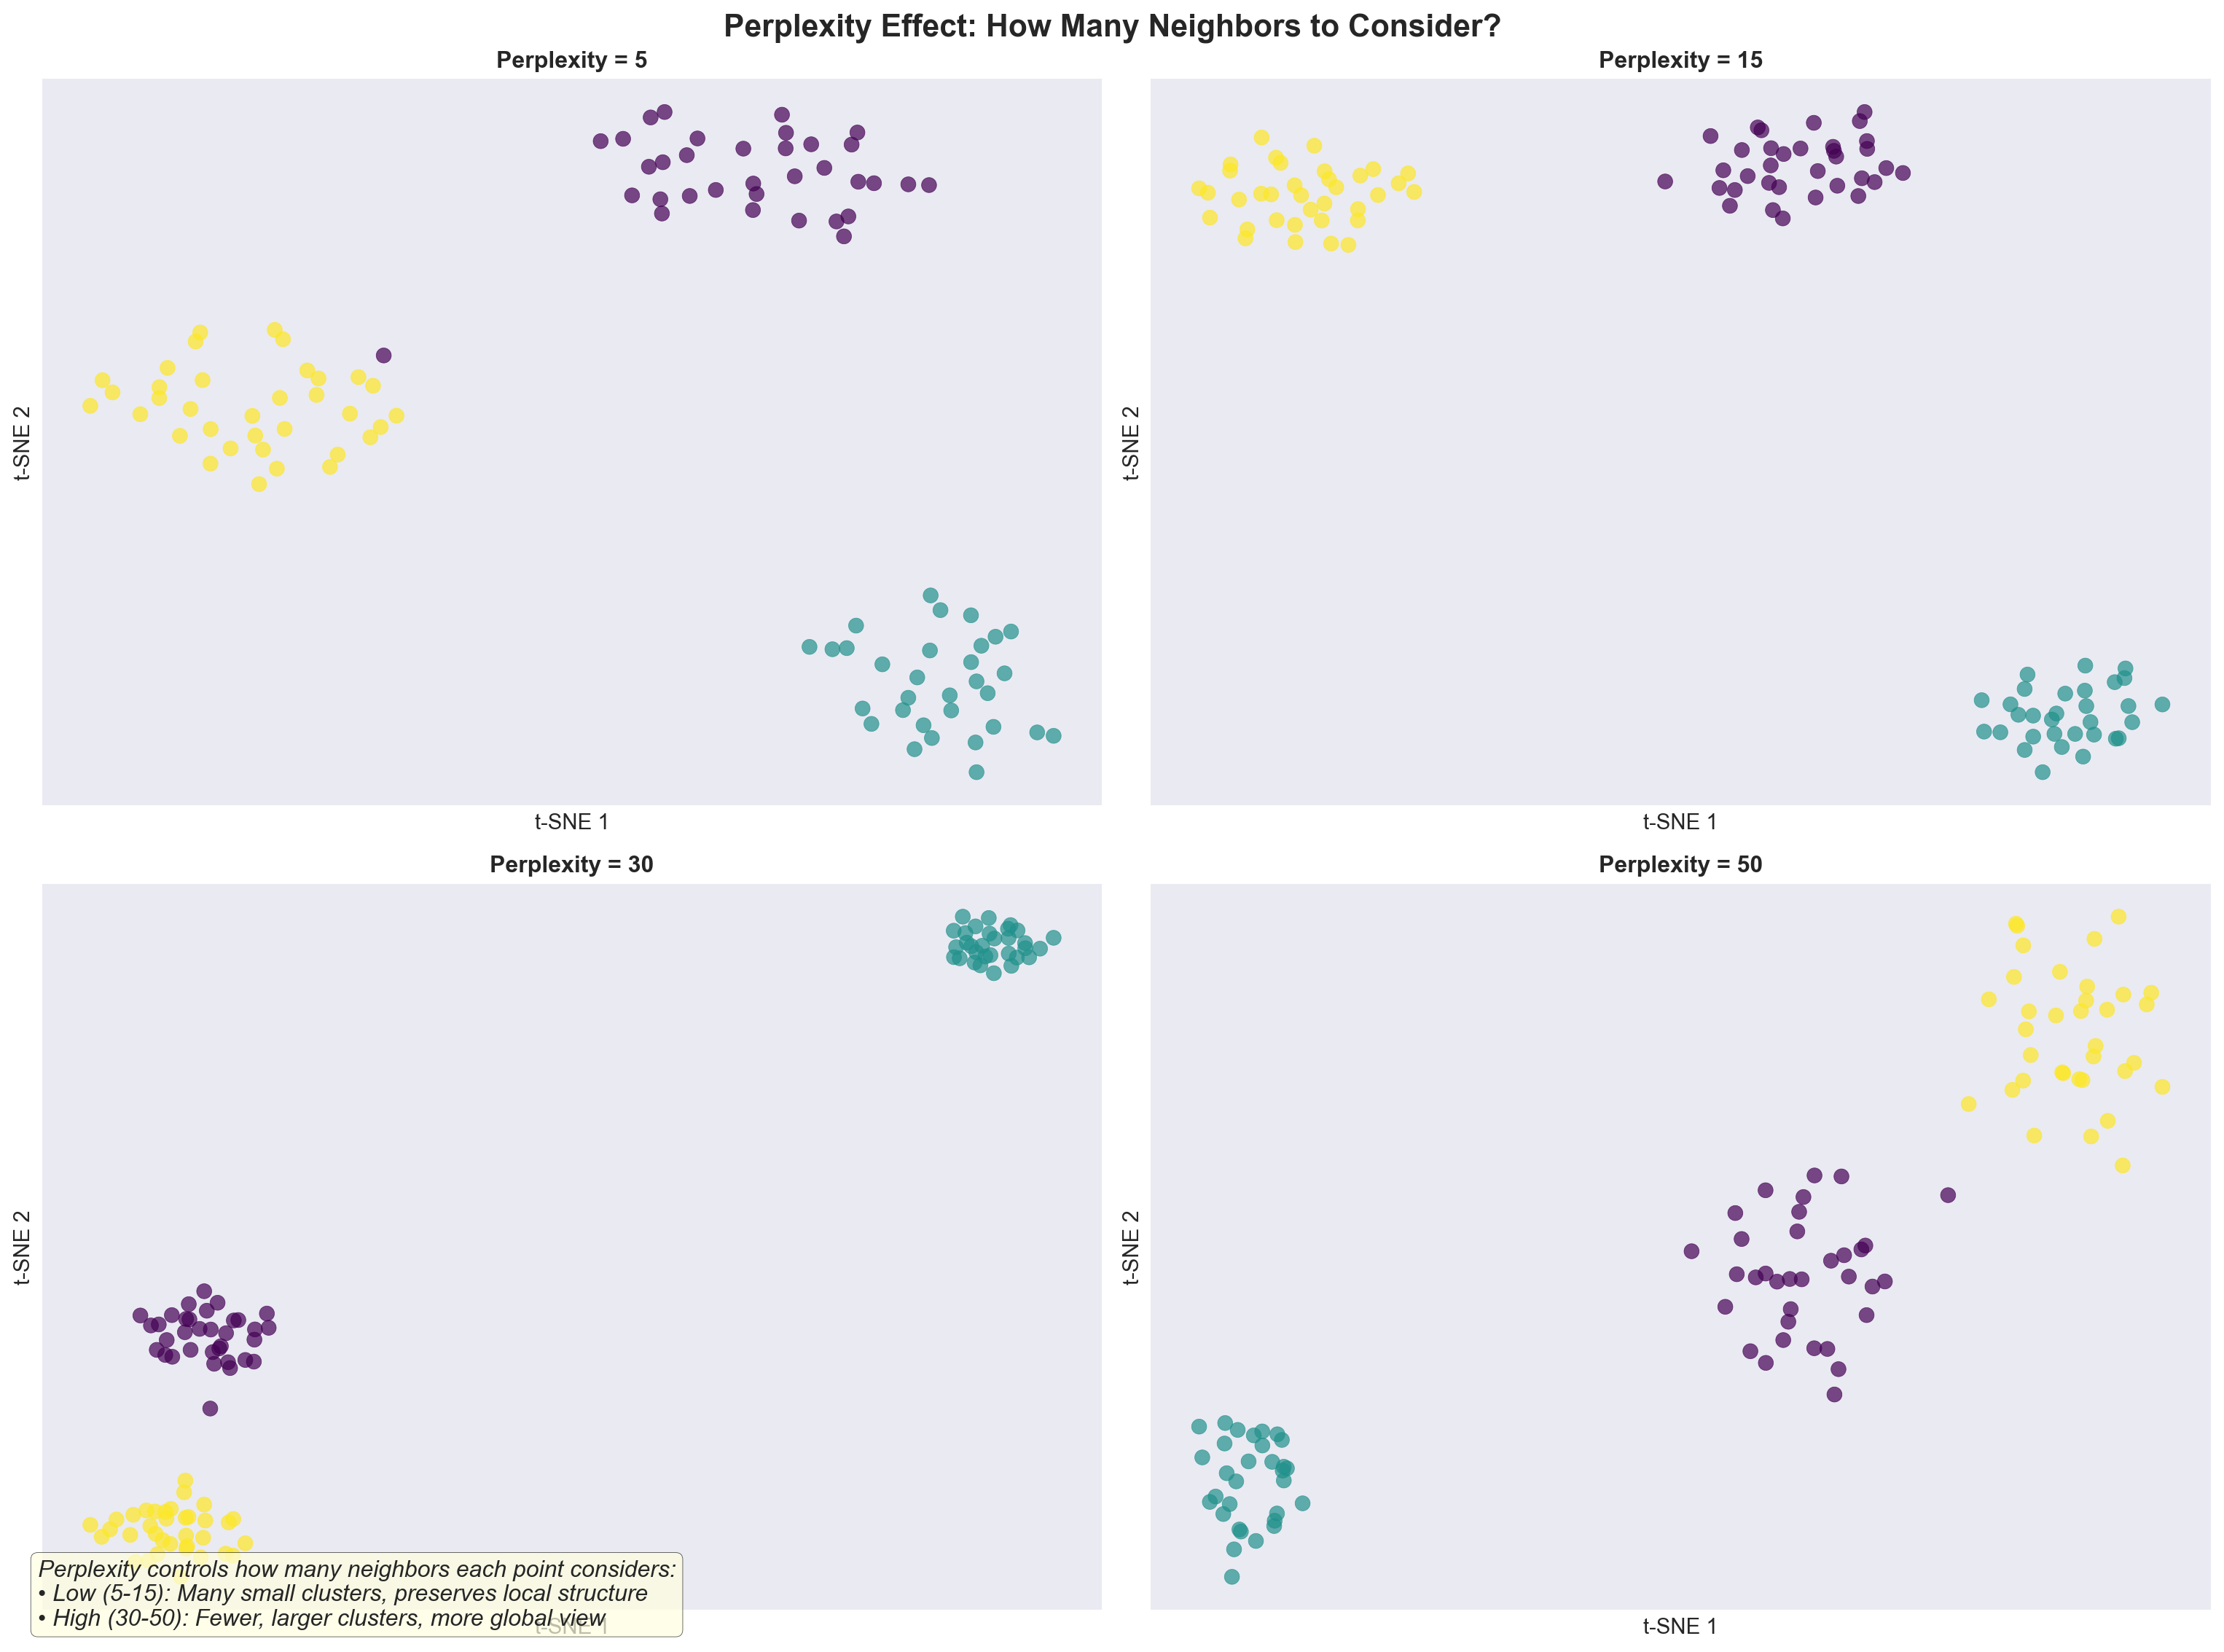 Perplexity Effect: How Many Neighbors to Consider?
Perplexity = 5
Perplexity = 15
t-SNE 2
t-SNE 2
t-SNE 1
t-SNE 1
Perplexity = 30
Perplexity = 50
t-SNE 2
t-SNE 2
Perplexity controls how many neighbors each point considers:
• Low (5-15): Many small clusters, preserves local structure
• High (30-50): Fewer, larger clusters, more global view
t-SNE 1
t-SNE 1